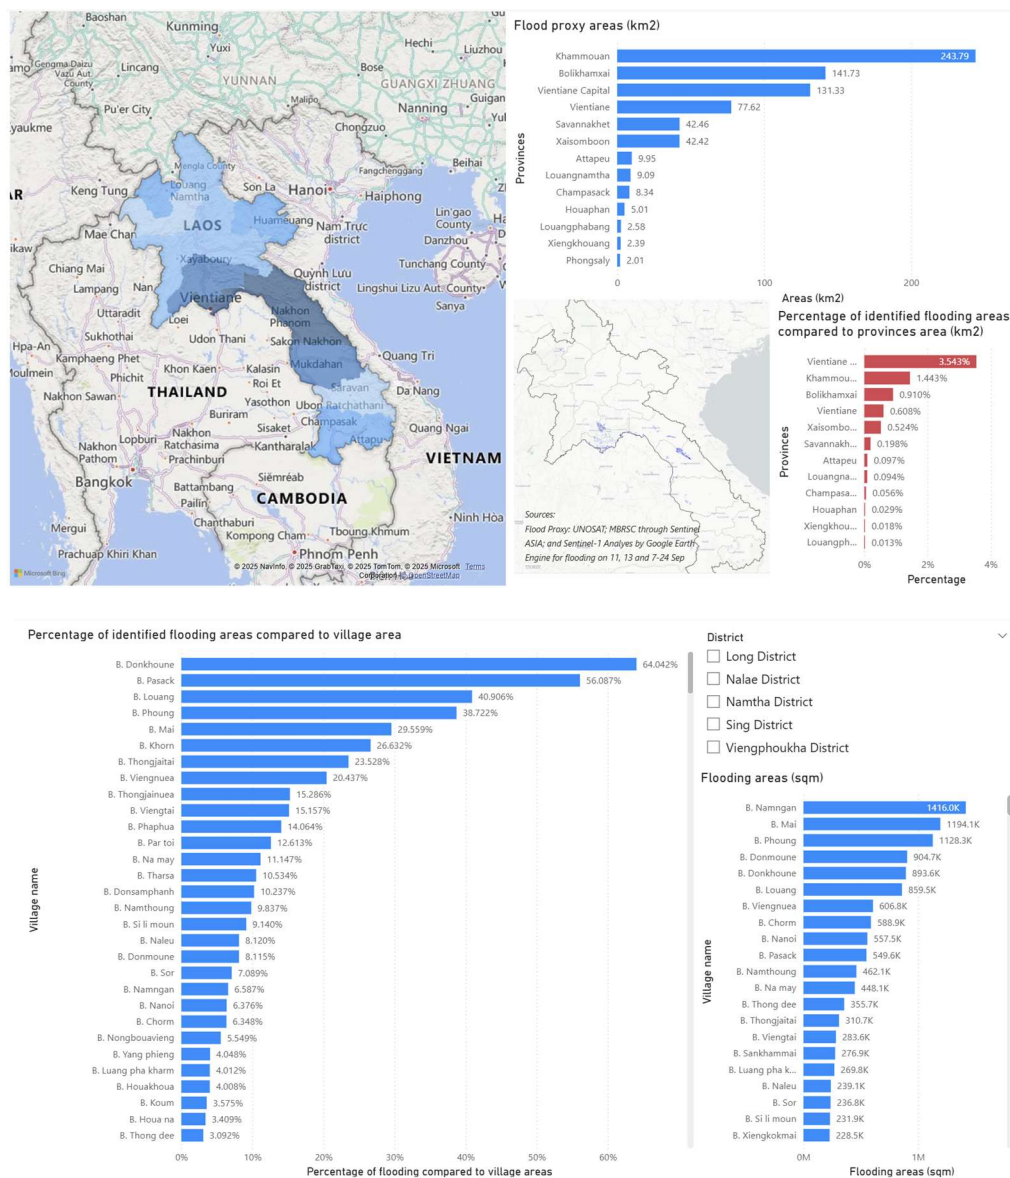 Flood proxy areas (km2)
Provinces
Khammouan 243.79
Bolikhamxai 141.73
Vientiane Capital 131.33
Vientiane 77.62
Savannakhet 42.46
Xaisomboon 42.42
Attapeu 9.95
Louangnamtha 9.09
Champasack 8.34
Houaphan 5.01
Louangphabang 2.58
Xiengkhouang 2.39
Phongsaly 2.01
0 100 200
Areas (km2)
Baoshan
Kunming
Yuxi
Hechi
Liuzhou
Gengma Daizu
Vazu Aut.
County
Lincang
YUNNAN
Bose
GUANGXI ZHUANG
Pu'er City
Malipo
Nanning
Guigan
yaukme
Chongzuo
Mengla County
Fangchenggang
Beihai
Keng Tung
Louang
Namtha
Son La
Hanoi
Haiphong
AR
LAOS
Huameuang
Nam Trực
district
Lin'gao
County
Mae Chan
Danzhou
ikaw
Xayaboury
Chiang Mai
Quỳnh Lưu
district
Tunchang County
Lampang
Nan
Vientiane
Lingshui Lizu Aut. County
Uttaradit
Loei
Nakhon
Phanom
Sanya
Sukhothai
Udon Thani
Sakon Nakhon
Hpa-An
Kamphaeng Phet
Khon Kaen
Kalasin
Mukdahan
Quang Tri
Moulmein
Phichit
Roi Et
Saravan
Nakhon Sawan
THAILAND
Yasothon
Ubon Ratchathani
Da Nang
Buriram
Champasak
Lopburi
Nakhon
Ratchasima
Sisaket
Quang Ngai
Nakhon
Pathom
Prachinburi
Kantharalak
Attapu
Bangkok
Siĕmréab
VIETNAM
Battambang
Pailin
CAMBODIA
Chanthaburi
Tboung Khmum
Ninh Hòa
Mergui
Kompong Cham
Prachuap Khiri Khan
Phnom Penh
Microsoft Bing
© 2025 NavInfo, © 2025 GrabTaxi, © 2025 TomTom, © 2025 Microsoft Terms
Corporation, © OpenStreetMap
Sources:
Flood Proxy: UNOSAT; MBRSC through Sentinel
ASIA; and Sentinel-1 Analyes by Google Earth
Engine for flooding on 11, 13 and 7-24 Sep
Percentage of identified flooding areas
compared to provinces area (km2)
Provinces
Vientiane ... 3.543%
Khammou... 1.443%
Bolikhamxai 0.910%
Vientiane 0.608%
Xaisombo... 0.524%
Savannakh... 0.198%
Attapeu 0.097%
Louangna... 0.094%
Champasa... 0.056%
Houaphan 0.029%
Xiengkhou... 0.018%
Louangph... 0.013%
0% 2% 4%
Percentage
Percentage of identified flooding areas compared to village area
Village name
B. Donkhoune 64.042%
B. Pasack 56.087%
B. Louang 40.906%
B. Phoung 38.722%
B. Mai 29.559%
B. Khorn 26.632%
B. Thongjaitai 23.528%
B. Viengnuea 20.437%
B. Thongjainuea 15.286%
B. Viengtai 15.157%
B. Phaphua 14.064%
B. Par toi 12.613%
B. Na may 11.147%
B. Tharsa 10.534%
B. Donsamphanh 10.237%
B. Namthoung 9.837%
B. Si li moun 9.140%
B. Naleu 8.120%
B. Donmoune 8.115%
B. Sor 7.089%
B. Namngan 6.587%
B. Nanoi 6.376%
B. Chorm 6.348%
B. Nongbouavieng 5.549%
B. Yang phieng 4.048%
B. Luang pha kharm 4.012%
B. Houakhoua 4.008%
B. Koum 3.575%
B. Houa na 3.409%
B. Thong dee 3.092%
0% 10% 20% 30% 40% 50% 60%
Percentage of flooding compared to village areas
District
Long District
Nalae District
Namtha District
Sing District
Viengphoukha District
Flooding areas (sqm)
Village name
B. Namngan 1416.0K
B. Mai 1194.1K
B. Phoung 1128.3K
B. Donmoune 904.7K
B. Donkhoune 893.6K
B. Louang 859.5K
B. Viengnuea 606.8K
B. Chorm 588.9K
B. Nanoi 557.5K
B. Pasack 549.6K
B. Namthoung 462.1K
B. Na may 448.1K
B. Thong dee 355.7K
B. Thongjaitai 310.7K
B. Viengtai 283.6K
B. Sankhammai 276.9K
B. Luang pha k... 269.8K
B. Naleu 239.1K
B. Sor 236.8K
B. Si li moun 231.9K
B. Xiengkokmai 228.5K
0M 1M
Flooding areas (sqm)